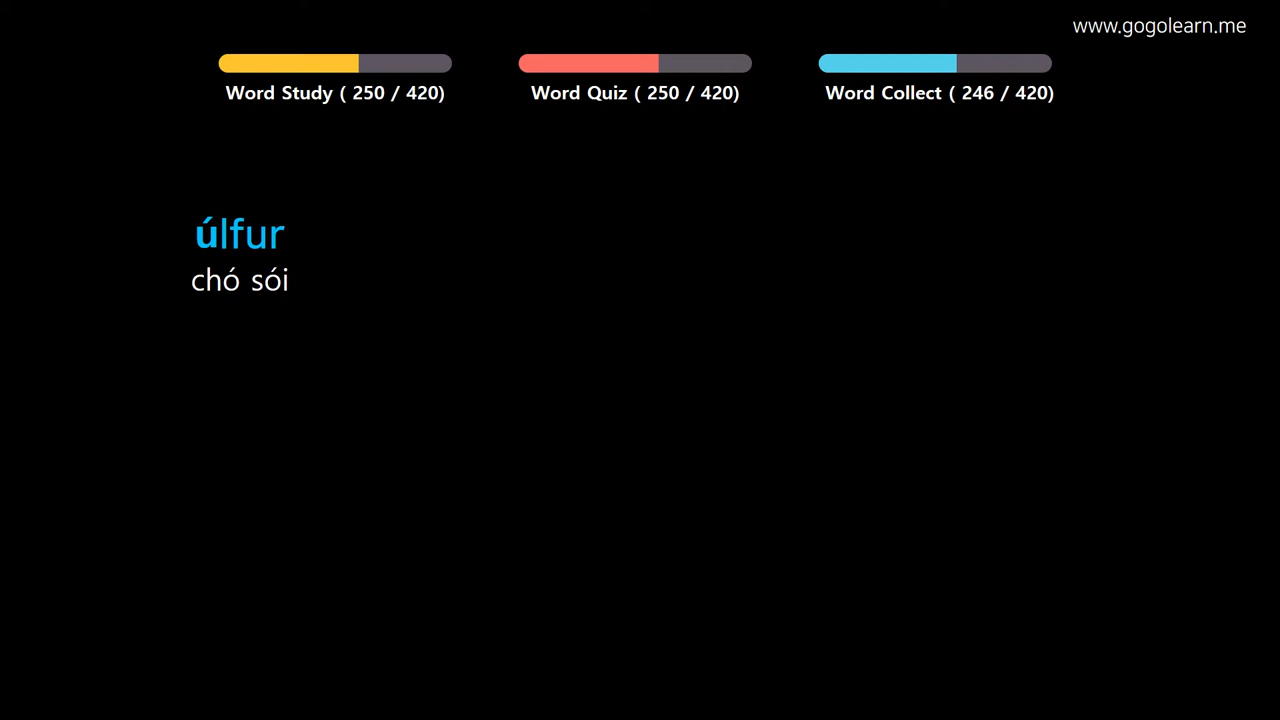 www.gogolearn.me
Word Study ( 250 / 420)
Word Quiz ( 250 / 420)
Word Collect ( 246 / 420)
úlfur
chó sói